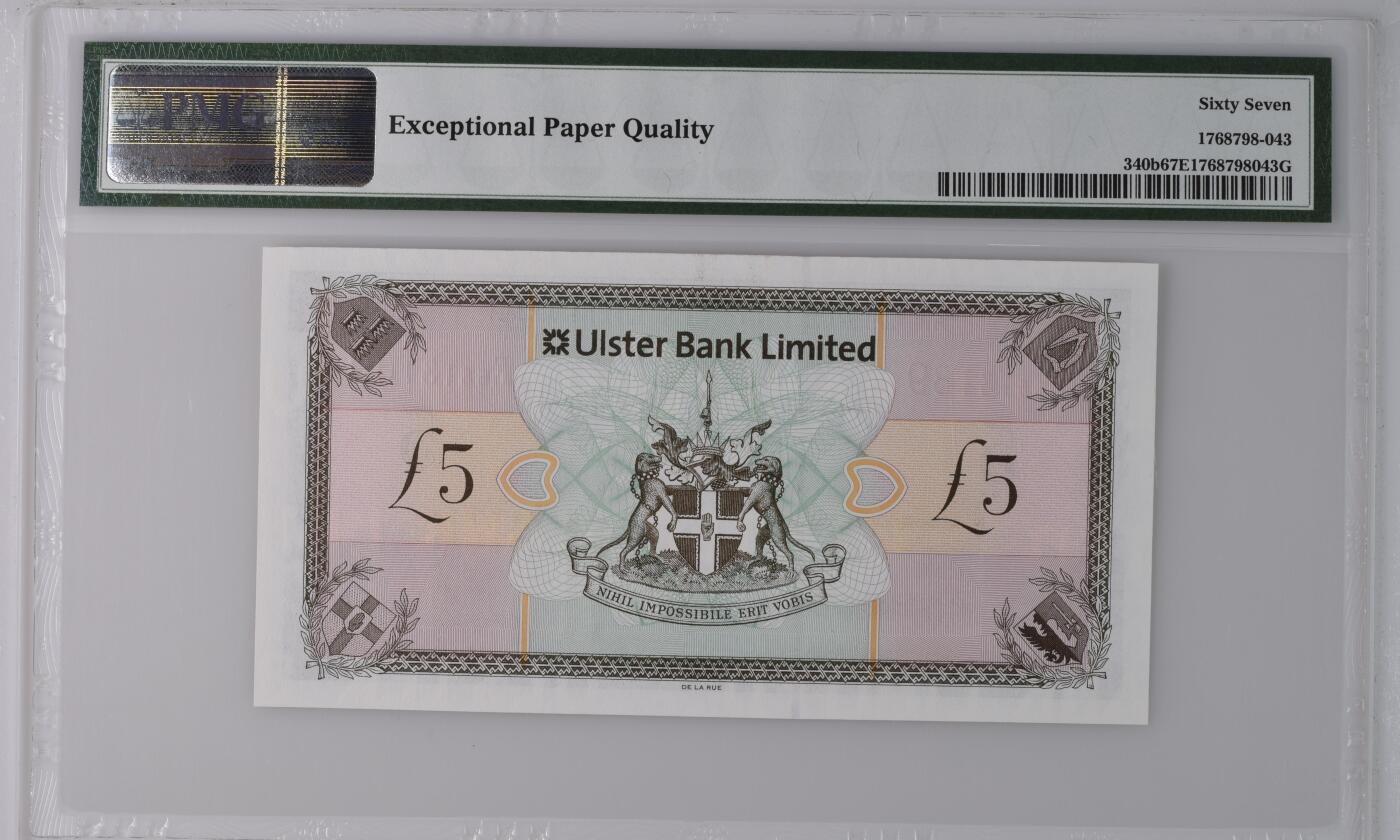 PMG
Exceptional Paper Quality
Sixty Seven
1768798-043
340b67E1768798043G
Ulster Bank Limited
£5
£5
NIHIL IMPOSSIBILE ERIT VOBIS
DE LA RUE